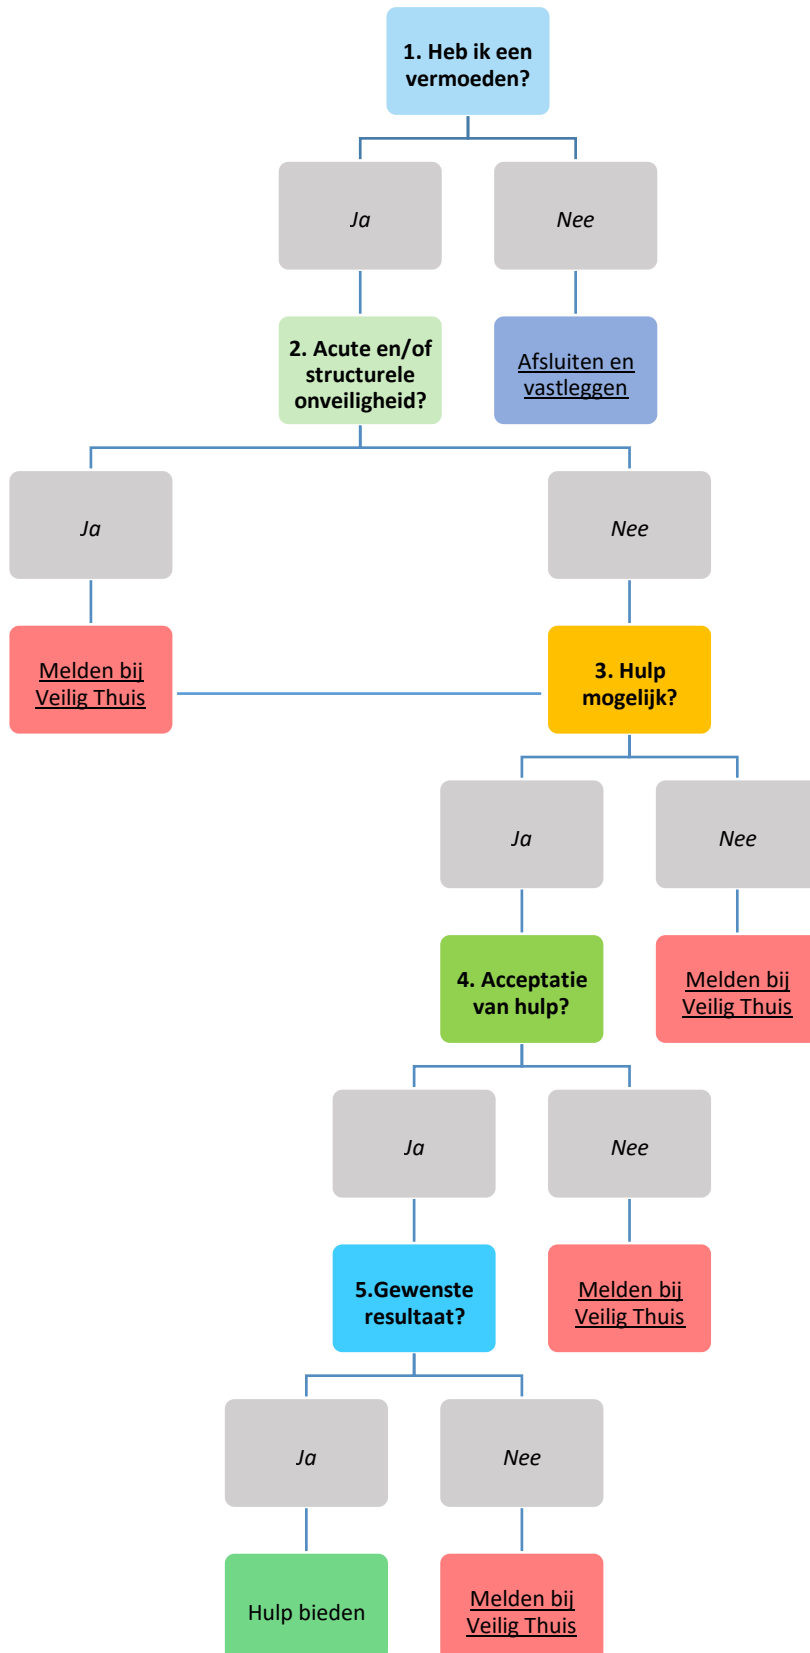 1. Heb ik een
vermoeden?
Ja
Nee
2. Acute en/of
structurele
onveiligheid?
Afsluiten en
vastleggen
Ja
Nee
Melden bij
Veilig Thuis
3. Hulp
mogelijk?
Ja
Nee
4. Acceptatie
van hulp?
Melden bij
Veilig Thuis
Ja
Nee
5.Gewenste
resultaat?
Melden bij
Veilig Thuis
Ja
Nee
Hulp bieden
Melden bij
Veilig Thuis